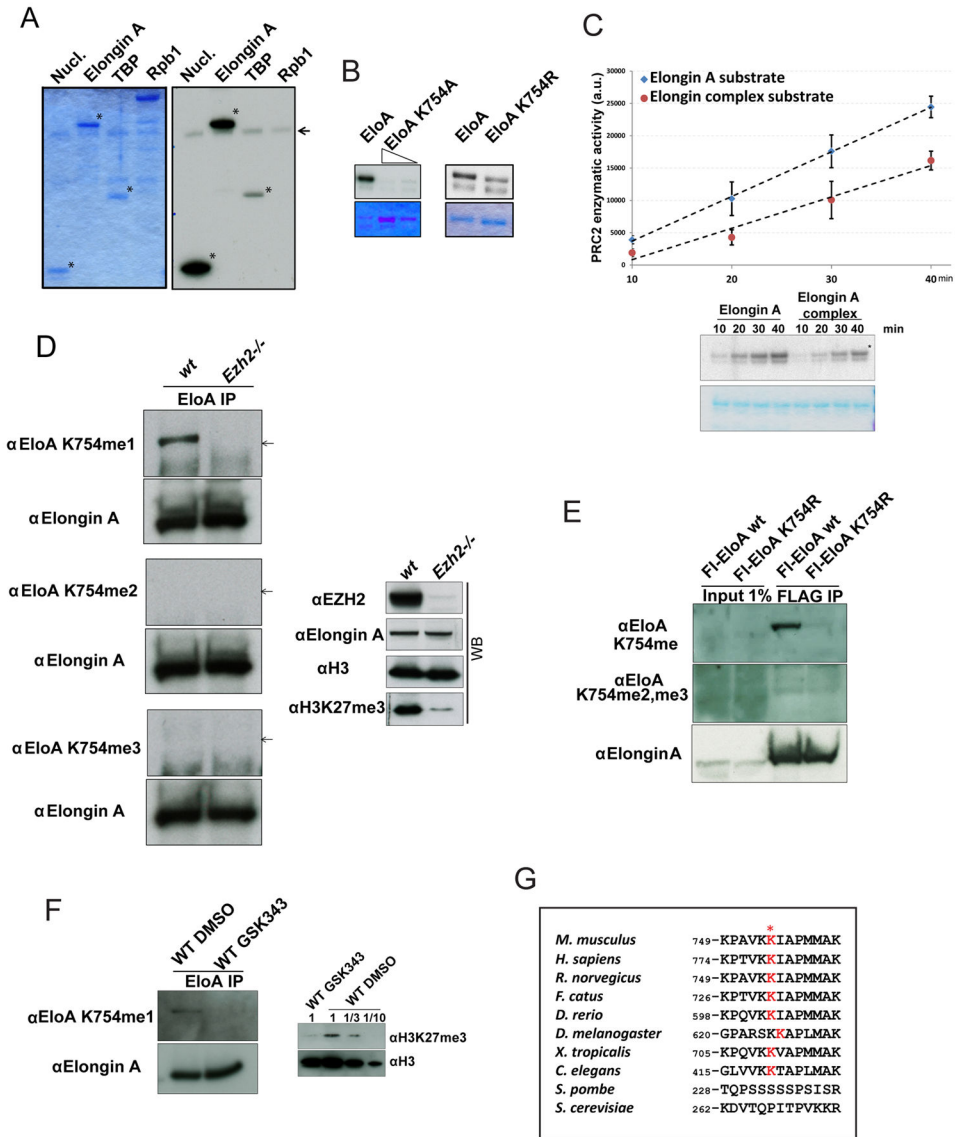 A
Nucl.
Elongin A
TBP
Rpb1
Nucl.
Elongin A
TBP
Rpb1
*
*
*
*
*
*
B
EloA
EloA K754A
EloA
EloA K754R
C
PRC2 enzymatic activity (a.u.)
30000
25000
20000
15000
10000
5000
0
Elongin A substrate
Elongin complex substrate
10
20
30
40 min
Elongin A
Elongin A complex
10 20 30 40 10 20 30 40 min
*
D
wt
Ezh2-/-
EloA IP
αEloA K754me1
αElongin A
αEloA K754me2
αElongin A
αEloA K754me3
αElongin A
wt
Ezh2-/-
αEZH2
αElongin A
αH3
αH3K27me3
WB
E
Fl-EloA wt
Fl-EloA K754R
Fl-EloA wt
Fl-EloA K754R
Input 1% FLAG IP
αEloA
K754me
αEloA
K754me2,me3
αElongin A
F
WT DMSO
WT GSK343
EloA IP
αEloA K754me1
αElongin A
WT GSK343
WT DMSO
1 1 1/3 1/10
αH3K27me3
αH3
G
*
M. musculus 749-KPAVKKIAPMMAK
H. sapiens 774-KPTVKKIAPMMAK
R. norvegicus 749-KPAVKKIAPMMAK
F. catus 726-KPTVKKIAPMMAK
D. rerio 598-KPQVKKIAPMMAK
D. melanogaster 620-GPARSKKAPLMAK
X. tropicalis 705-KPQVKKVAPMMAK
C. elegans 415-GLVVKKTAPLMAK
S. pombe 228-TQPSSSSSPSISR
S. cerevisiae 262-KDVTQPITPVKKR